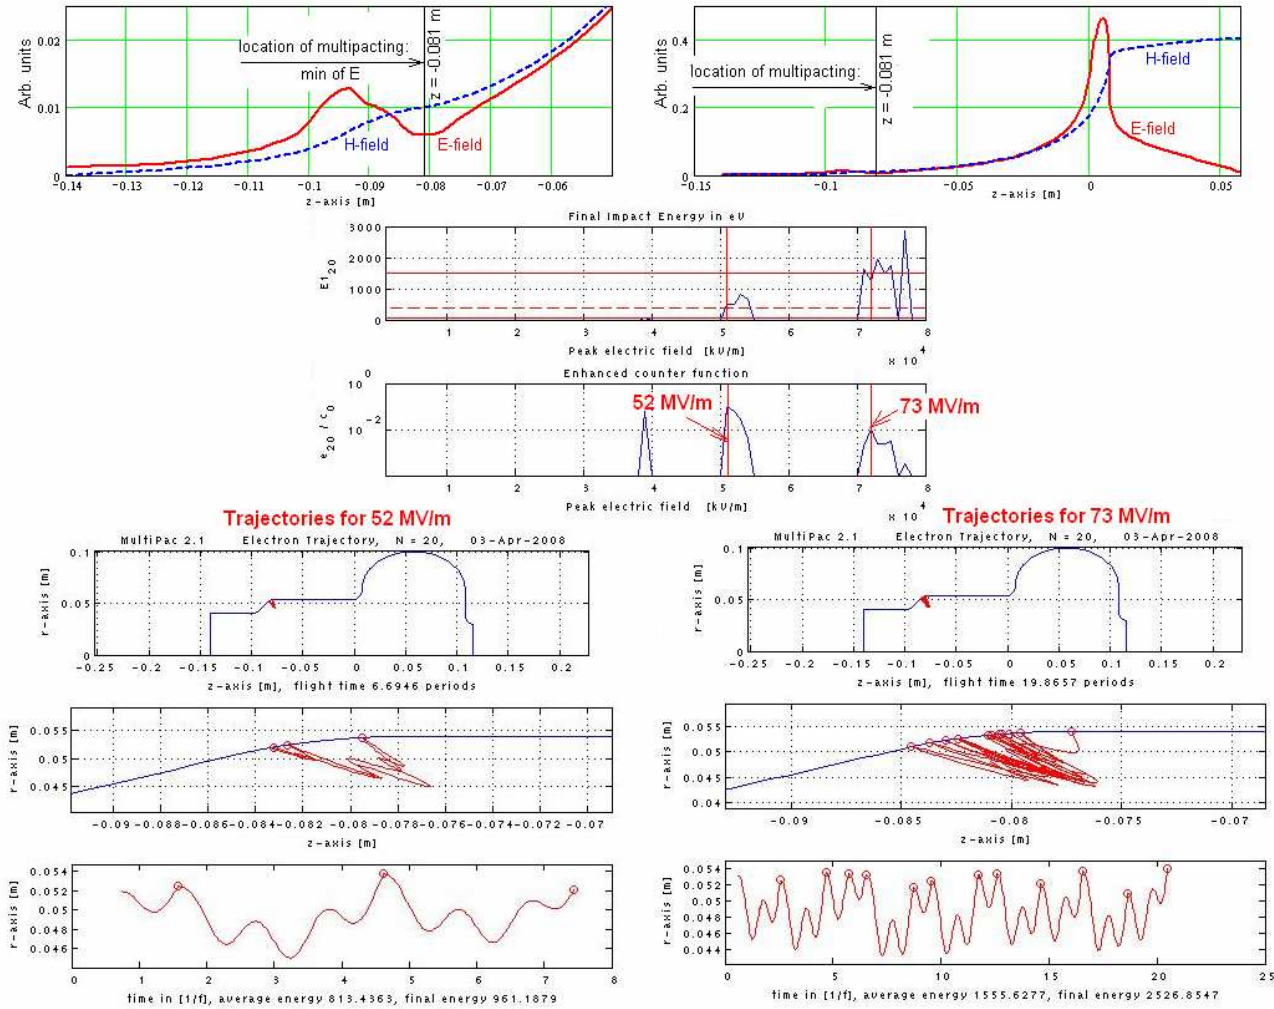 0.02
0.01
0
Arb. units
location of multipacting:
min of E
z = -0.081 m
H-field
E-field
-0.14 -0.13 -0.12 -0.11 -0.1 -0.09 -0.08 -0.07 -0.06
z-axis [m]
0.4
0.2
0
Arb. units
location of multipacting:
z = -0.081 m
H-field
E-field
-0.15 -0.1 -0.05 0 0.05
z-axis [m]
Final Impact Energy in eV
3000
2000
1000
0
Ef20
1 2 3 4 5 6 7 8
Peak electric field [kV/m]
x 10^4
Enhanced counter function
10^0
10^-2
e20 / c0
52 MV/m
73 MV/m
1 2 3 4 5 6 7 8
Peak electric field [kV/m]
x 10^4
Trajectories for 52 MV/m
MultiPac 2.1 Electron Trajectory, N = 20, 03-Apr-2008
0.1
0.05
0
r-axis [m]
-0.25 -0.2 -0.15 -0.1 -0.05 0 0.05 0.1 0.15 0.2
z-axis [m], flight time 6.6946 periods
0.055
0.05
0.045
r-axis [m]
-0.09 -0.088 -0.086 -0.084 -0.082 -0.08 -0.078 -0.076 -0.074 -0.072 -0.07
z-axis [m]
0.054
0.052
0.05
0.048
0.046
r-axis [m]
0 1 2 3 4 5 6 7 8
time in [1/f], average energy 813.4363, final energy 961.1879
Trajectories for 73 MV/m
MultiPac 2.1 Electron Trajectory, N = 20, 03-Apr-2008
0.1
0.05
0
r-axis [m]
-0.25 -0.2 -0.15 -0.1 -0.05 0 0.05 0.1 0.15 0.2
z-axis [m], flight time 19.8657 periods
0.055
0.05
0.045
0.04
r-axis [m]
-0.09 -0.085 -0.08 -0.075 -0.07
z-axis [m]
0.054
0.052
0.05
0.048
0.046
0.044
r-axis [m]
0 5 10 15 20 25
time in [1/f], average energy 1555.6277, final energy 2526.8547